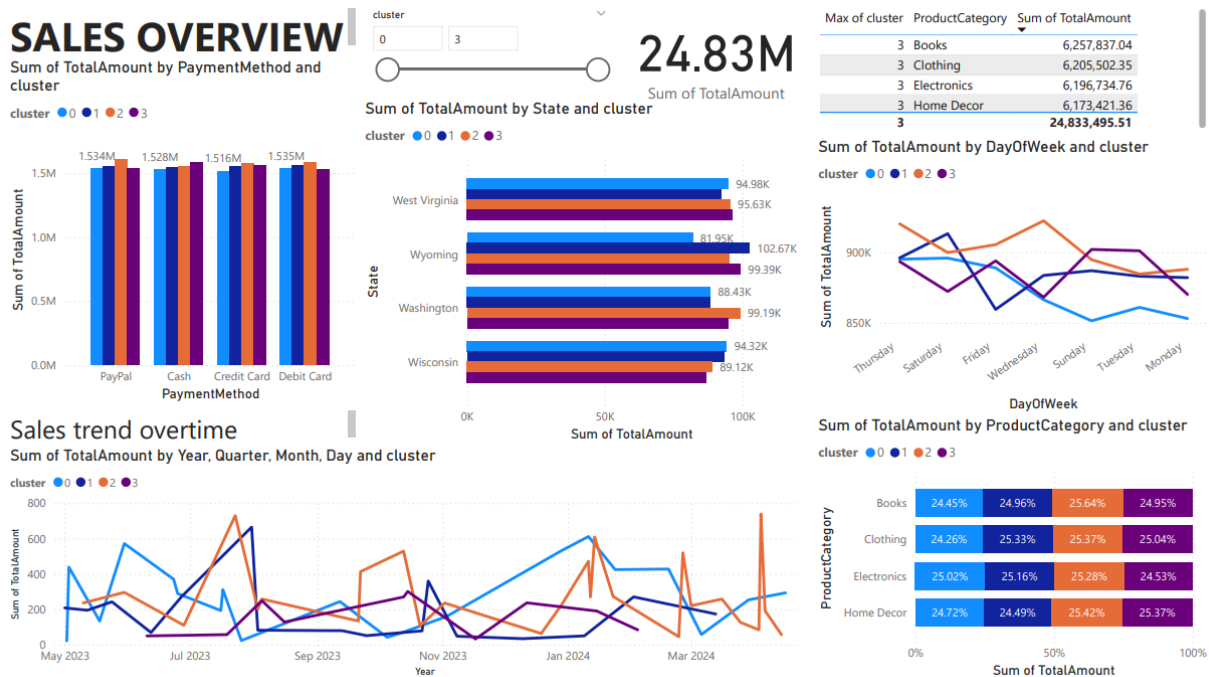 SALES OVERVIEW
Sum of TotalAmount by PaymentMethod and
cluster
cluster 0 1 2 3
1.534M 1.528M 1.516M 1.535M
1.5M
1.0M
0.5M
0.0M
Sum of TotalAmount
PayPal Cash Credit Card Debit Card
PaymentMethod
cluster
0 3
24.83M
Sum of TotalAmount
Sum of TotalAmount by State and cluster
cluster 0 1 2 3
State
West Virginia 94.98K
95.63K
Wyoming 81.95K
102.67K
99.39K
Washington 88.43K
99.19K
Wisconsin 94.32K
89.12K
0K 50K 100K
Sum of TotalAmount
Max of cluster ProductCategory Sum of TotalAmount
3 Books 6,257,837.04
3 Clothing 6,205,502.35
3 Electronics 6,196,734.76
3 Home Decor 6,173,421.36
3 24,833,495.51
Sum of TotalAmount by DayOfWeek and cluster
cluster 0 1 2 3
Sum of TotalAmount
900K
850K
Thursday Saturday Friday Wednesday Sunday Tuesday Monday
DayOfWeek
Sales trend overtime
Sum of TotalAmount by Year, Quarter, Month, Day and cluster
cluster 0 1 2 3
Sum of TotalAmount
800
600
400
200
0
May 2023 Jul 2023 Sep 2023 Nov 2023 Jan 2024 Mar 2024
Year
Sum of TotalAmount by ProductCategory and cluster
cluster 0 1 2 3
ProductCategory
Books 24.45% 24.96% 25.64% 24.95%
Clothing 24.26% 25.33% 25.37% 25.04%
Electronics 25.02% 25.16% 25.28% 24.53%
Home Decor 24.72% 24.49% 25.42% 25.37%
0% 50% 100%
Sum of TotalAmount